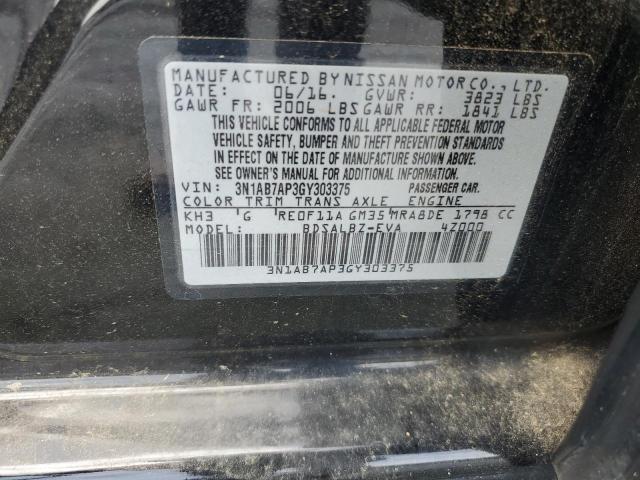 MANUFACTURED BY NISSAN MOTOR CO., LTD.
DATE: 06/16. GVWR: 3823 LBS
GAWR FR: 2006 LBS GAWR RR: 1841 LBS
THIS VEHICLE CONFORMS TO ALL APPLICABLE FEDERAL MOTOR
VEHICLE SAFETY, BUMPER, AND THEFT PREVENTION STANDARDS
IN EFFECT ON THE DATE OF MANUFACTURE SHOWN ABOVE.
SEE OWNER'S MANUAL FOR ADDITIONAL INFORMATION.
VIN: 3N1AB7AP3GY303375 PASSENGER CAR.
COLOR TRIM TRANS AXLE ENGINE
KH3 G RE0F11A GM35 MRA8DE 1798 CC
MODEL: BDSALBZ-EVA 4Z000
3N1AB7AP3GY303375